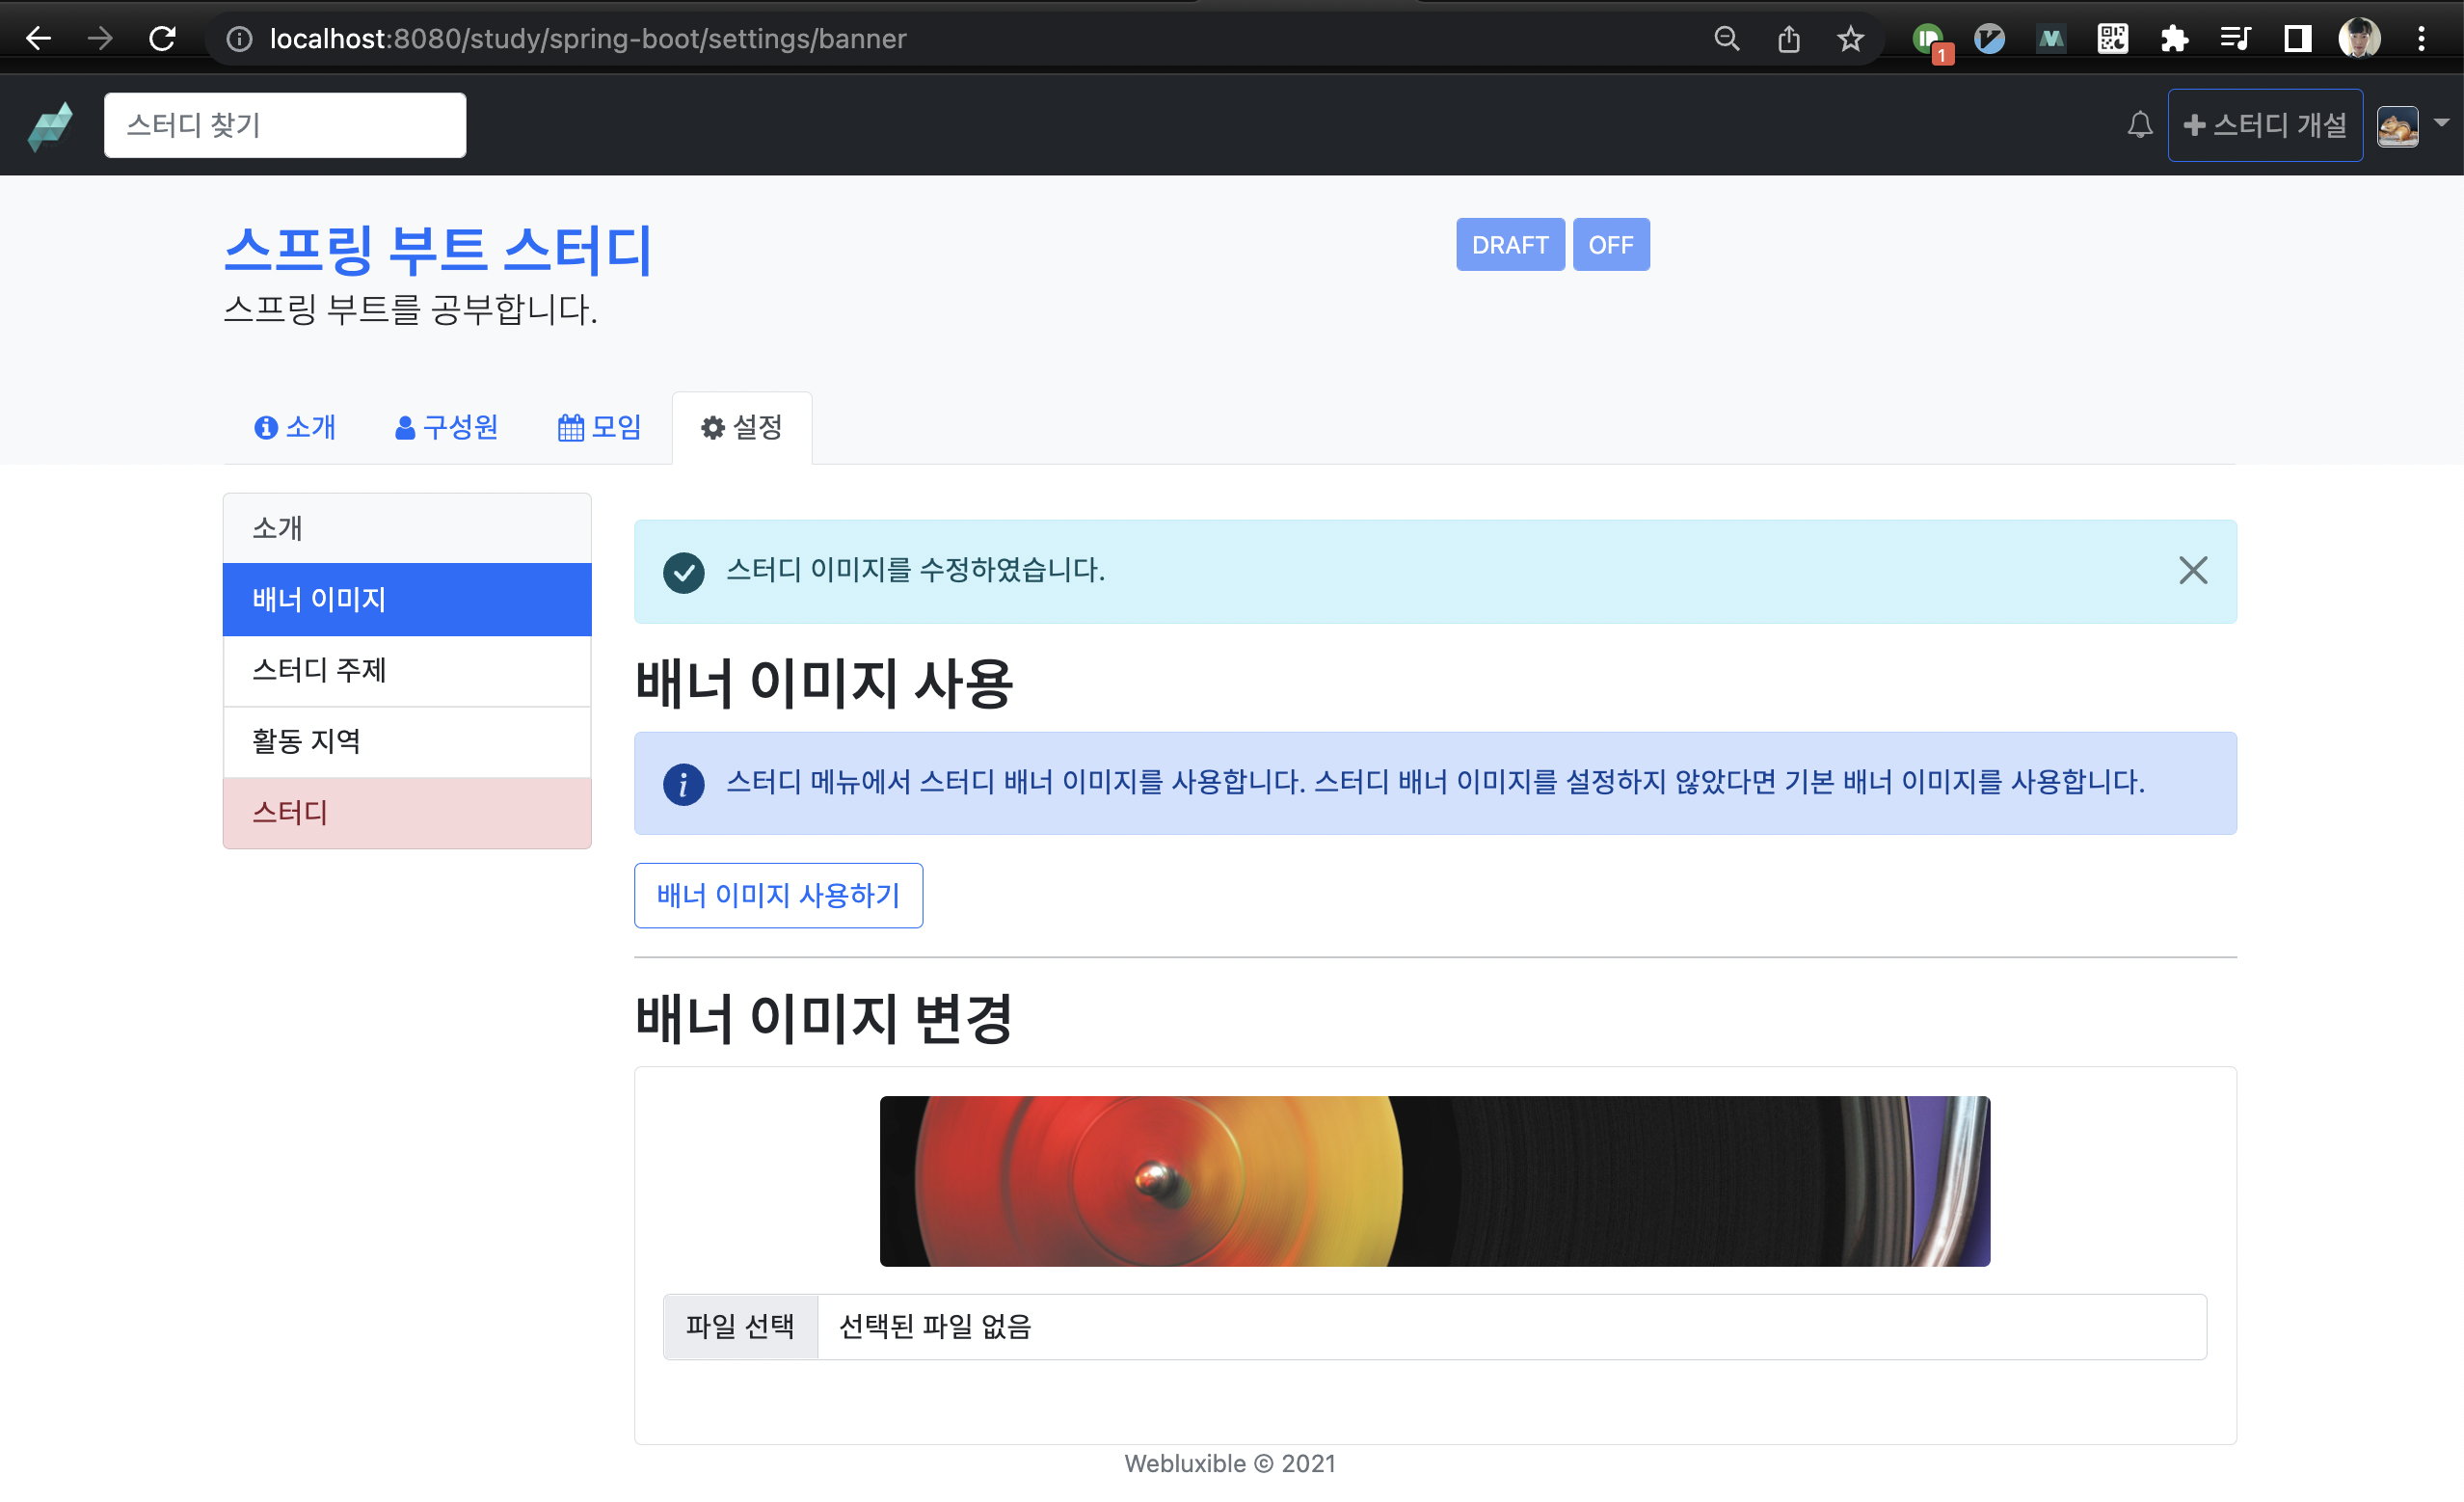 localhost:8080/study/spring-boot/settings/banner
1
스터디 찾기
스터디 개설
스프링 부트 스터디
DRAFT OFF
스프링 부트를 공부합니다.
소개 구성원 모임 설정
소개
배너 이미지
스터디 주제
활동 지역
스터디
스터디 이미지를 수정하였습니다.
배너 이미지 사용
스터디 메뉴에서 스터디 배너 이미지를 사용합니다. 스터디 배너 이미지를 설정하지 않았다면 기본 배너 이미지를 사용합니다.
배너 이미지 사용하기
배너 이미지 변경
파일 선택 선택된 파일 없음
Webluxible © 2021